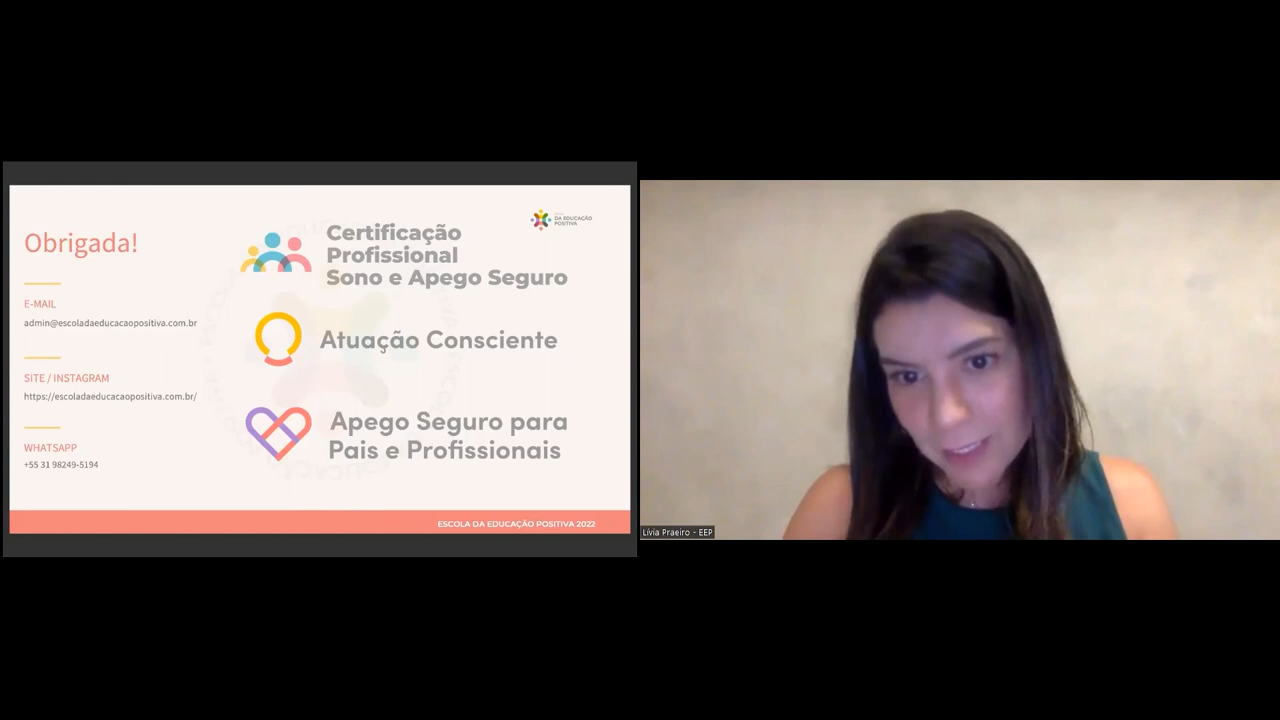 Obrigada!
E-MAIL
admin@escoladaeducacaopositiva.com.br
SITE / INSTAGRAM
https://escoladaeducacaopositiva.com.br/
WHATSAPP
+55 31 98249-5194
DA EDUCAÇÃO
POSITIVA
Certificação
Profissional
Sono e Apego Seguro
Atuação Consciente
Apego Seguro para
Pais e Profissionais
ESCOLA DA EDUCAÇÃO POSITIVA 2022
Lívia Praeiro - EEP